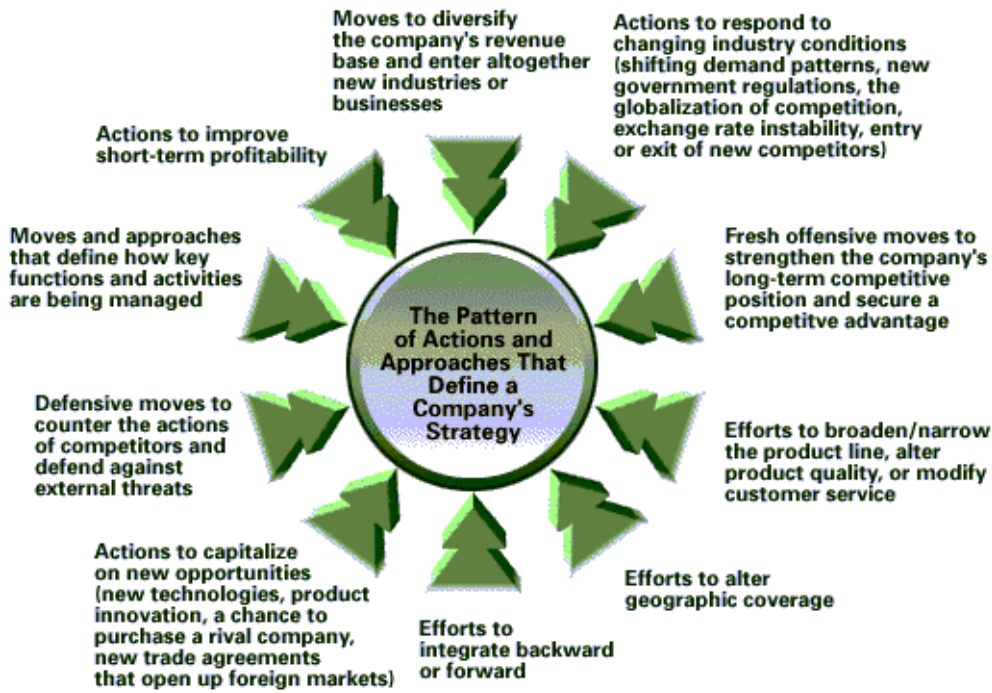 Moves to diversify
the company's revenue
base and enter altogether
new industries or
businesses
Actions to respond to
changing industry conditions
(shifting demand patterns, new
government regulations, the
globalization of competition,
exchange rate instability, entry
or exit of new competitors)
Actions to improve
short-term profitability
Moves and approaches
that define how key
functions and activities
are being managed
Fresh offensive moves to
strengthen the company's
long-term competitive
position and secure a
competitve advantage
The Pattern
of Actions and
Approaches That
Define a
Company's
Strategy
Defensive moves to
counter the actions
of competitors and
defend against
external threats
Efforts to broaden/narrow
the product line, alter
product quality, or modify
customer service
Actions to capitalize
on new opportunities
(new technologies, product
innovation, a chance to
purchase a rival company,
new trade agreements
that open up foreign markets)
Efforts to
integrate backward
or forward
Efforts to alter
geographic coverage